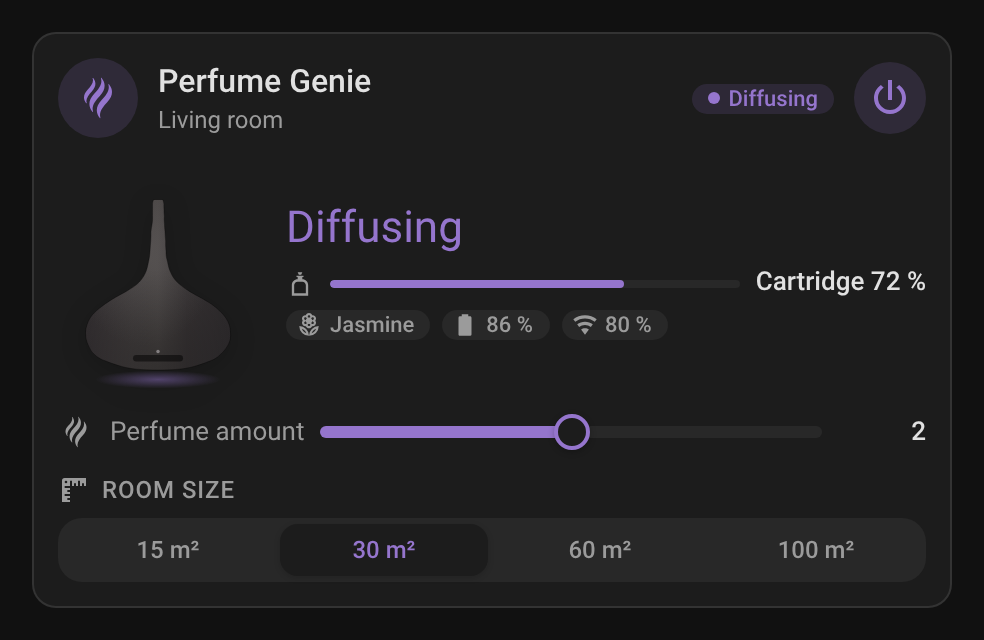 Perfume Genie
Living room
Diffusing
Diffusing
Cartridge 72 %
Jasmine
86 %
80 %
Perfume amount
2
ROOM SIZE
15 m²
30 m²
60 m²
100 m²